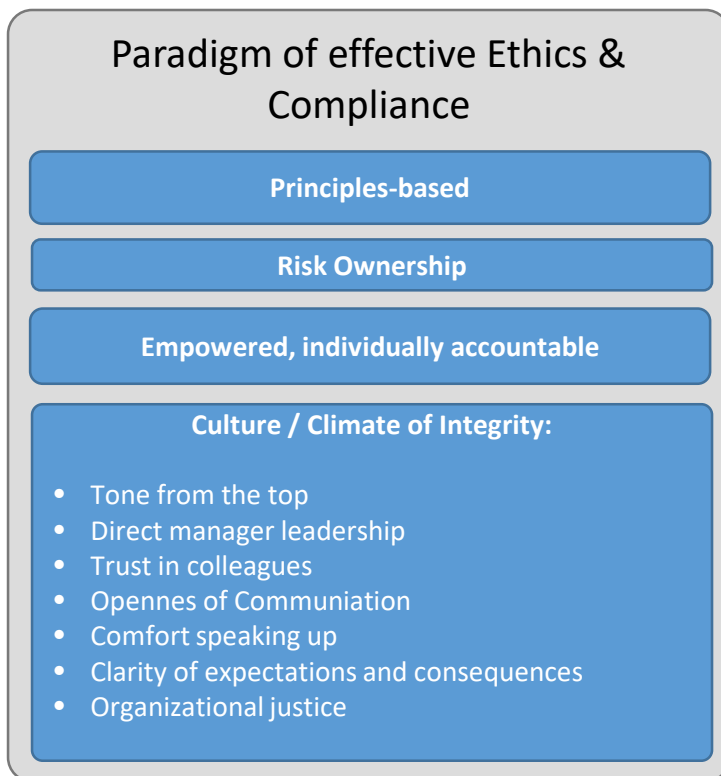 Paradigm of effective Ethics &
Compliance
Principles-based
Risk Ownership
Empowered, individually accountable
Culture / Climate of Integrity:
• Tone from the top
• Direct manager leadership
• Trust in colleagues
• Opennes of Communiation
• Comfort speaking up
• Clarity of expectations and consequences
• Organizational justice